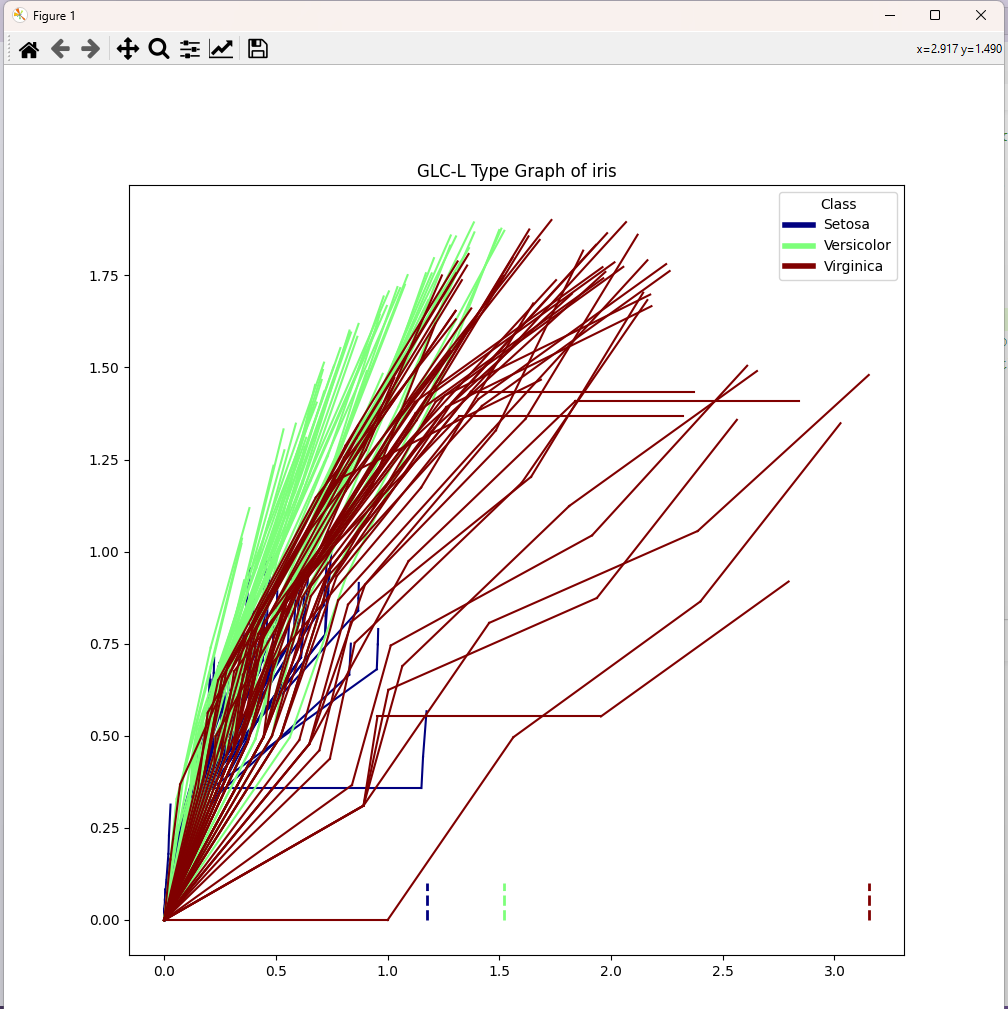 Figure 1
x=2.917 y=1.490
GLC-L Type Graph of iris
Class
Setosa
Versicolor
Virginica
1.75
1.50
1.25
1.00
0.75
0.50
0.25
0.00
0.0 0.5 1.0 1.5 2.0 2.5 3.0